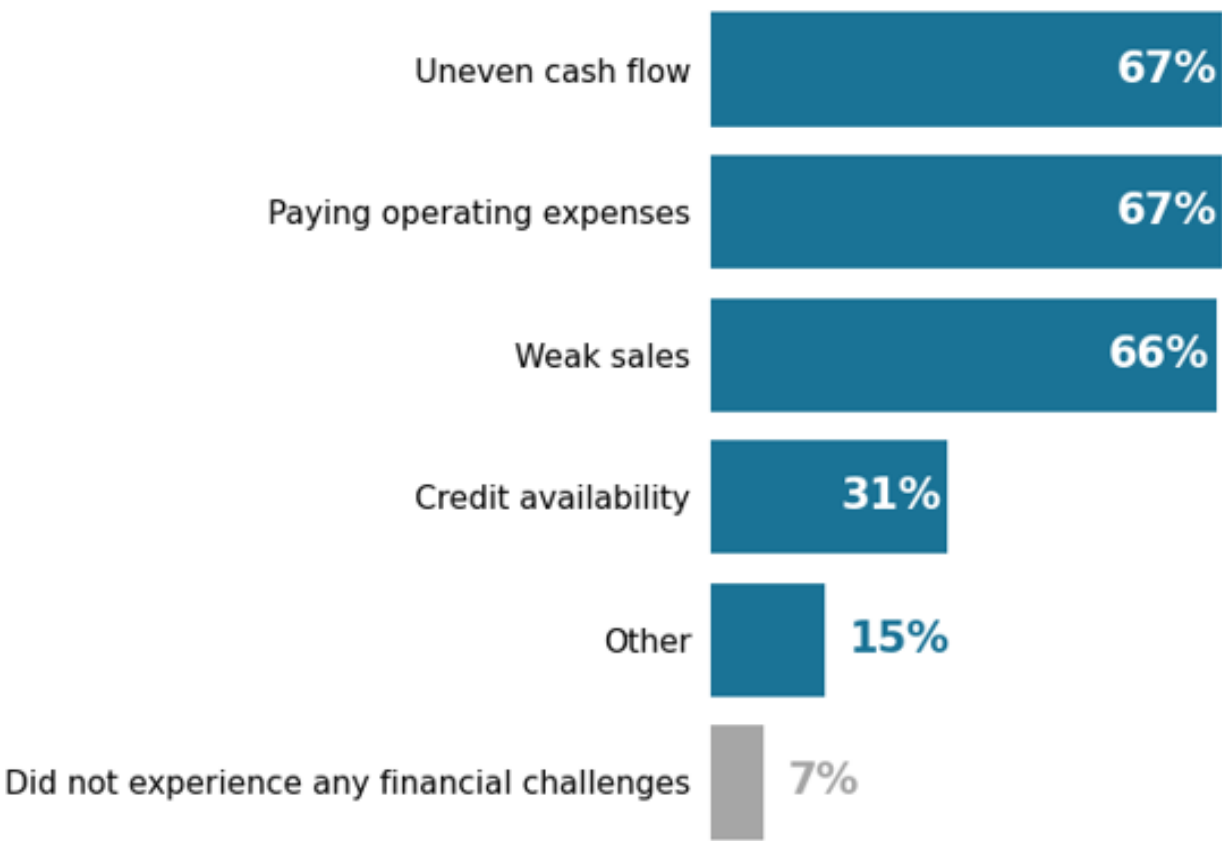 Uneven cash flow 67%
Paying operating expenses 67%
Weak sales 66%
Credit availability 31%
Other 15%
Did not experience any financial challenges 7%